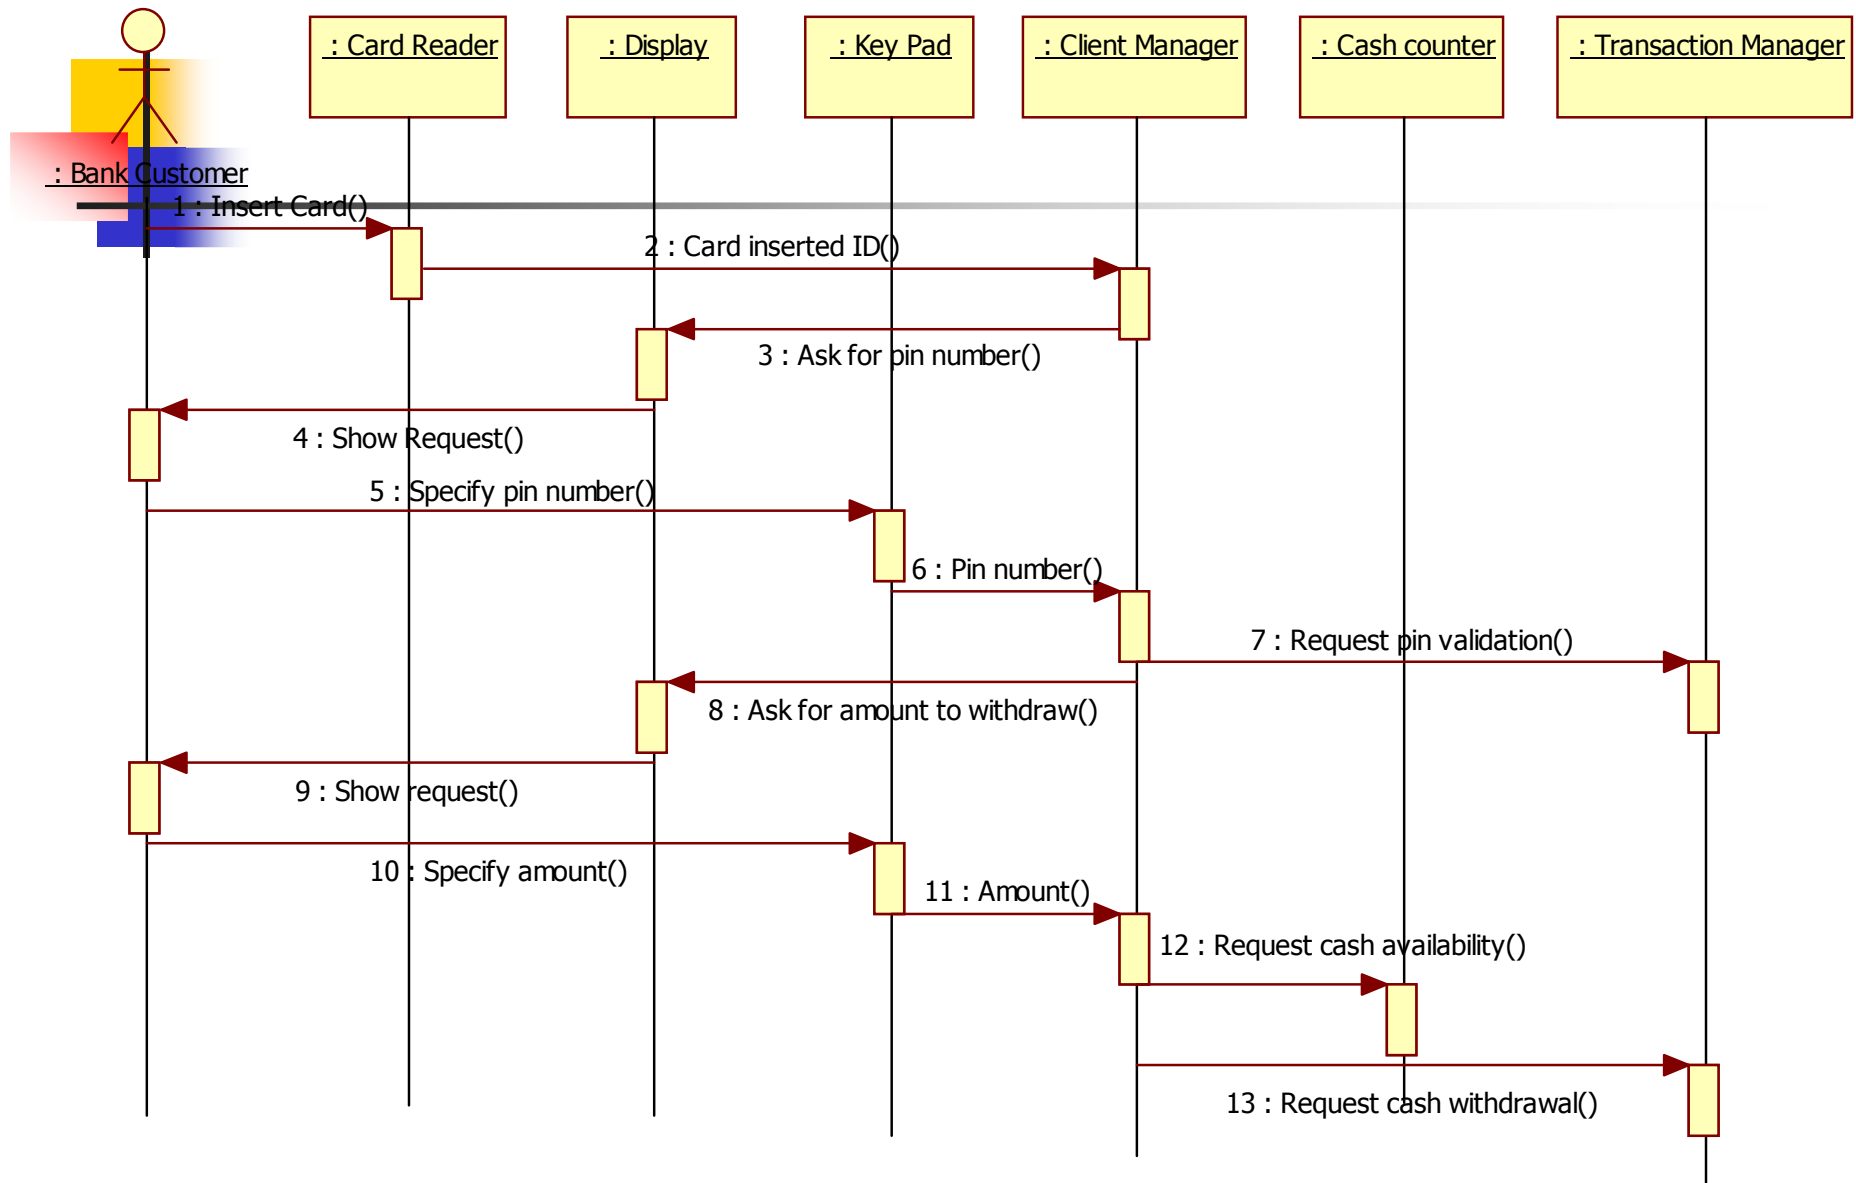 : Card Reader
: Display
: Key Pad
: Client Manager
: Cash counter
: Transaction Manager
: Bank Customer
1 : Insert Card()
2 : Card inserted ID()
3 : Ask for pin number()
4 : Show Request()
5 : Specify pin number()
6 : Pin number()
7 : Request pin validation()
8 : Ask for amount to withdraw()
9 : Show request()
10 : Specify amount()
11 : Amount()
12 : Request cash availability()
13 : Request cash withdrawal()